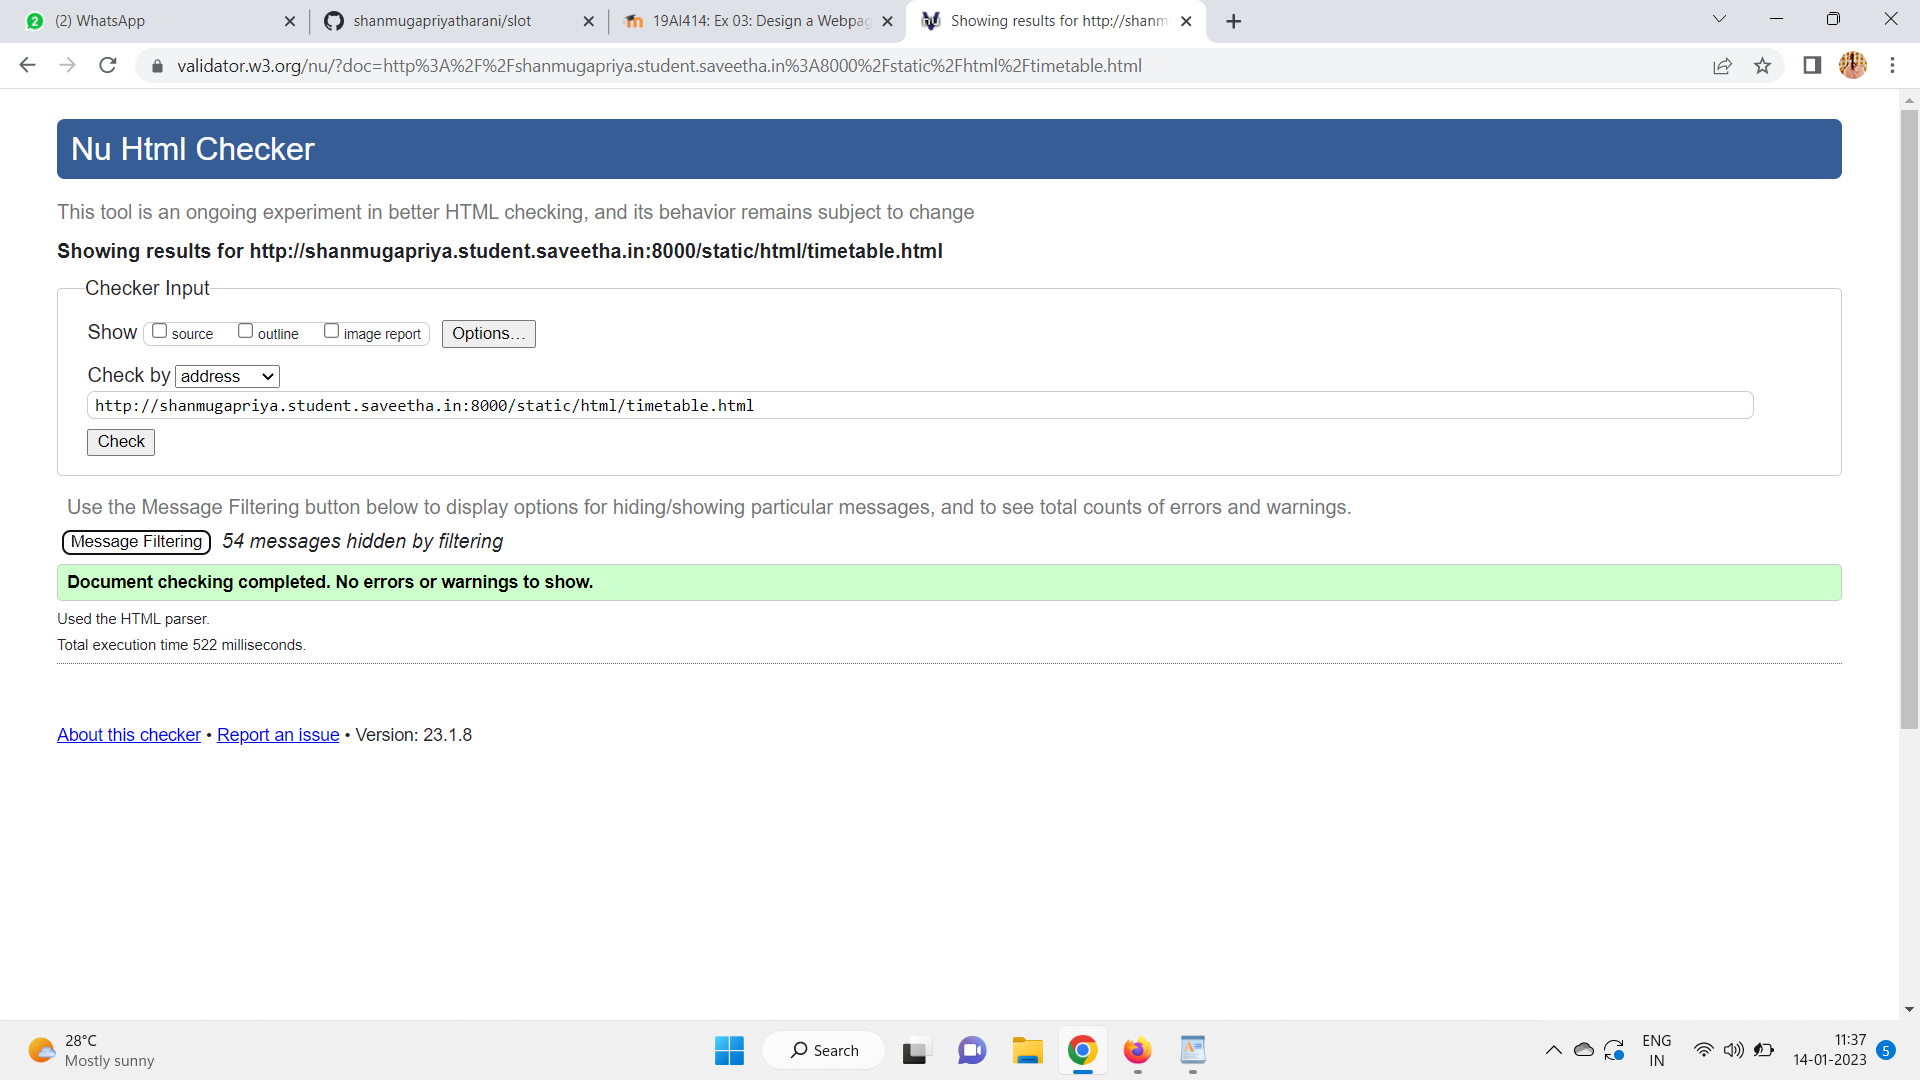 (2) WhatsApp
shanmugapriyatharani/slot
19AI414: Ex 03: Design a Webpag
Showing results for http://shanm
validator.w3.org/nu/?doc=http%3A%2F%2Fshanmugapriya.student.saveetha.in%3A8000%2Fstatic%2Fhtml%2Ftimetable.html
Nu Html Checker
This tool is an ongoing experiment in better HTML checking, and its behavior remains subject to change
Showing results for http://shanmugapriya.student.saveetha.in:8000/static/html/timetable.html
Checker Input
Show source outline image report Options…
Check by address
http://shanmugapriya.student.saveetha.in:8000/static/html/timetable.html
Check
Use the Message Filtering button below to display options for hiding/showing particular messages, and to see total counts of errors and warnings.
Message Filtering 54 messages hidden by filtering
Document checking completed. No errors or warnings to show.
Used the HTML parser.
Total execution time 522 milliseconds.
About this checker • Report an issue • Version: 23.1.8
28°C
Mostly sunny
Search
ENG
IN
11:37
14-01-2023
5